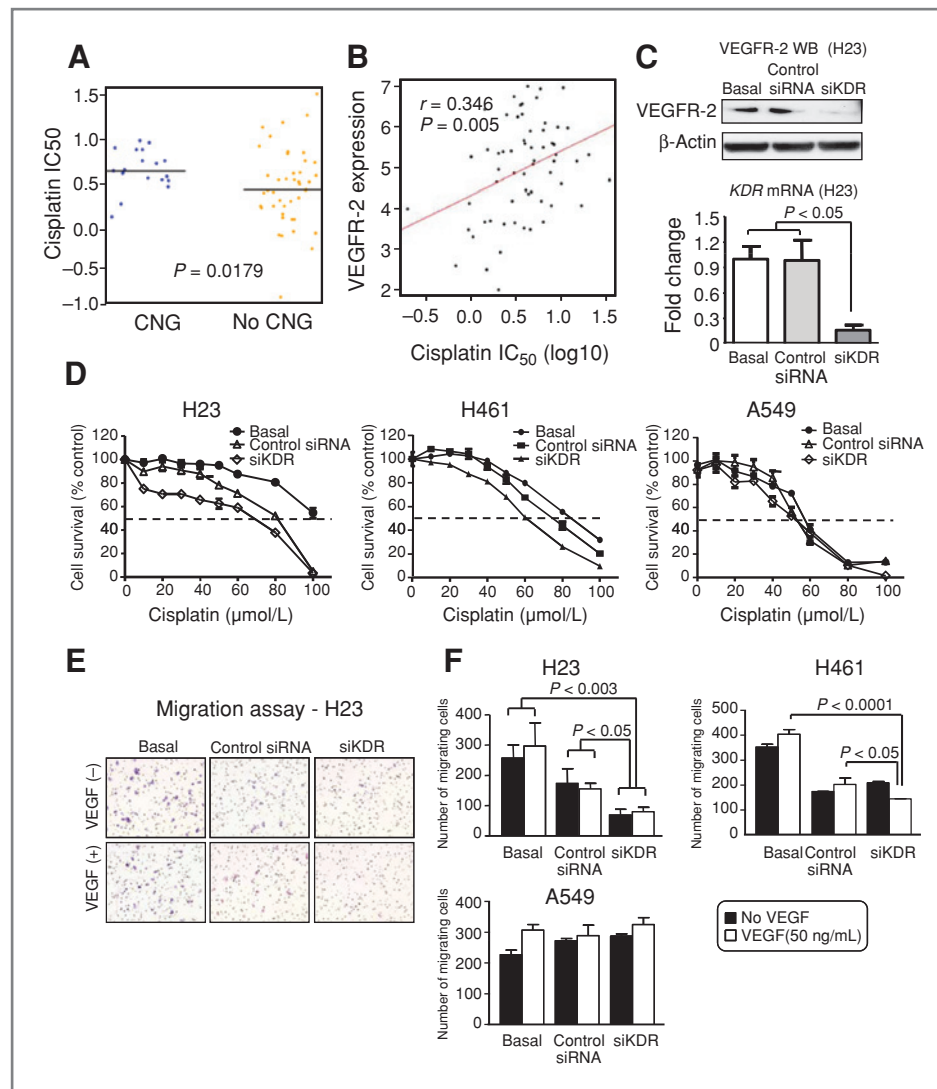 A
Cisplatin IC50
1.5
1.0
0.5
0.0
−0.5
−1.0
P = 0.0179
CNG
No CNG
B
VEGFR-2 expression
7
6
5
4
3
2
r = 0.346
P = 0.005
−0.5
0.0
0.5
1.0
1.5
Cisplatin IC50 (log10)
C
VEGFR-2 WB (H23)
Control
Basal siRNA siKDR
VEGFR-2
β-Actin
KDR mRNA (H23)
P < 0.05
Fold change
1.5
1.2
0.9
0.6
0.3
0
Basal Control siKDR
siRNA
D
H23
Cell survival (% control)
120
100
80
60
40
20
0
Basal
Control siRNA
siKDR
0 20 40 60 80 100
Cisplatin (μmol/L)
H461
Cell survival (% control)
120
100
80
60
40
20
0
Basal
Control siRNA
siKDR
0 20 40 60 80 100
Cisplatin (μmol/L)
A549
Cell survival (% control)
120
100
80
60
40
20
0
Basal
Control siRNA
siKDR
0 20 40 60 80 100
Cisplatin (μmol/L)
E
Migration assay - H23
Basal Control siRNA siKDR
VEGF (−)
VEGF (+)
F
H23
P < 0.003
P < 0.05
Number of migrating cells
400
300
200
100
0
Basal Control siKDR
siRNA
H461
P < 0.0001
P < 0.05
Number of migrating cells
500
400
300
200
100
0
Basal Control siKDR
siRNA
A549
Number of migrating cells
400
300
200
100
0
Basal Control siKDR
siRNA
No VEGF
VEGF(50 ng/mL)